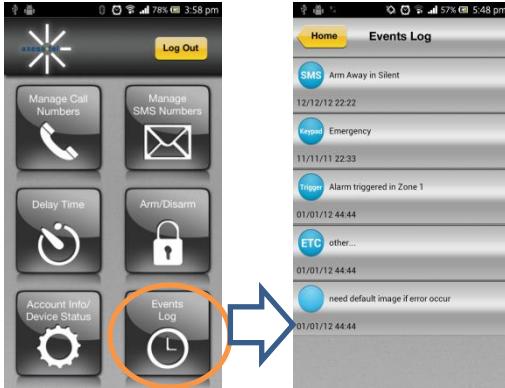 78% 3:58 pm
Log Out
Manage Call
Numbers
Manage
SMS Numbers
Delay Time
Arm/Disarm
Account Info/
Device Status
Events
Log
57% 5:48 pm
Home
Events Log
SMS Arm Away in Silent
12/12/12 22:22
Keypad Emergency
11/11/11 22:33
Trigger Alarm triggered in Zone 1
01/01/12 44:44
ETC other...
01/01/12 44:44
need default image if error occur
01/01/12 44:44